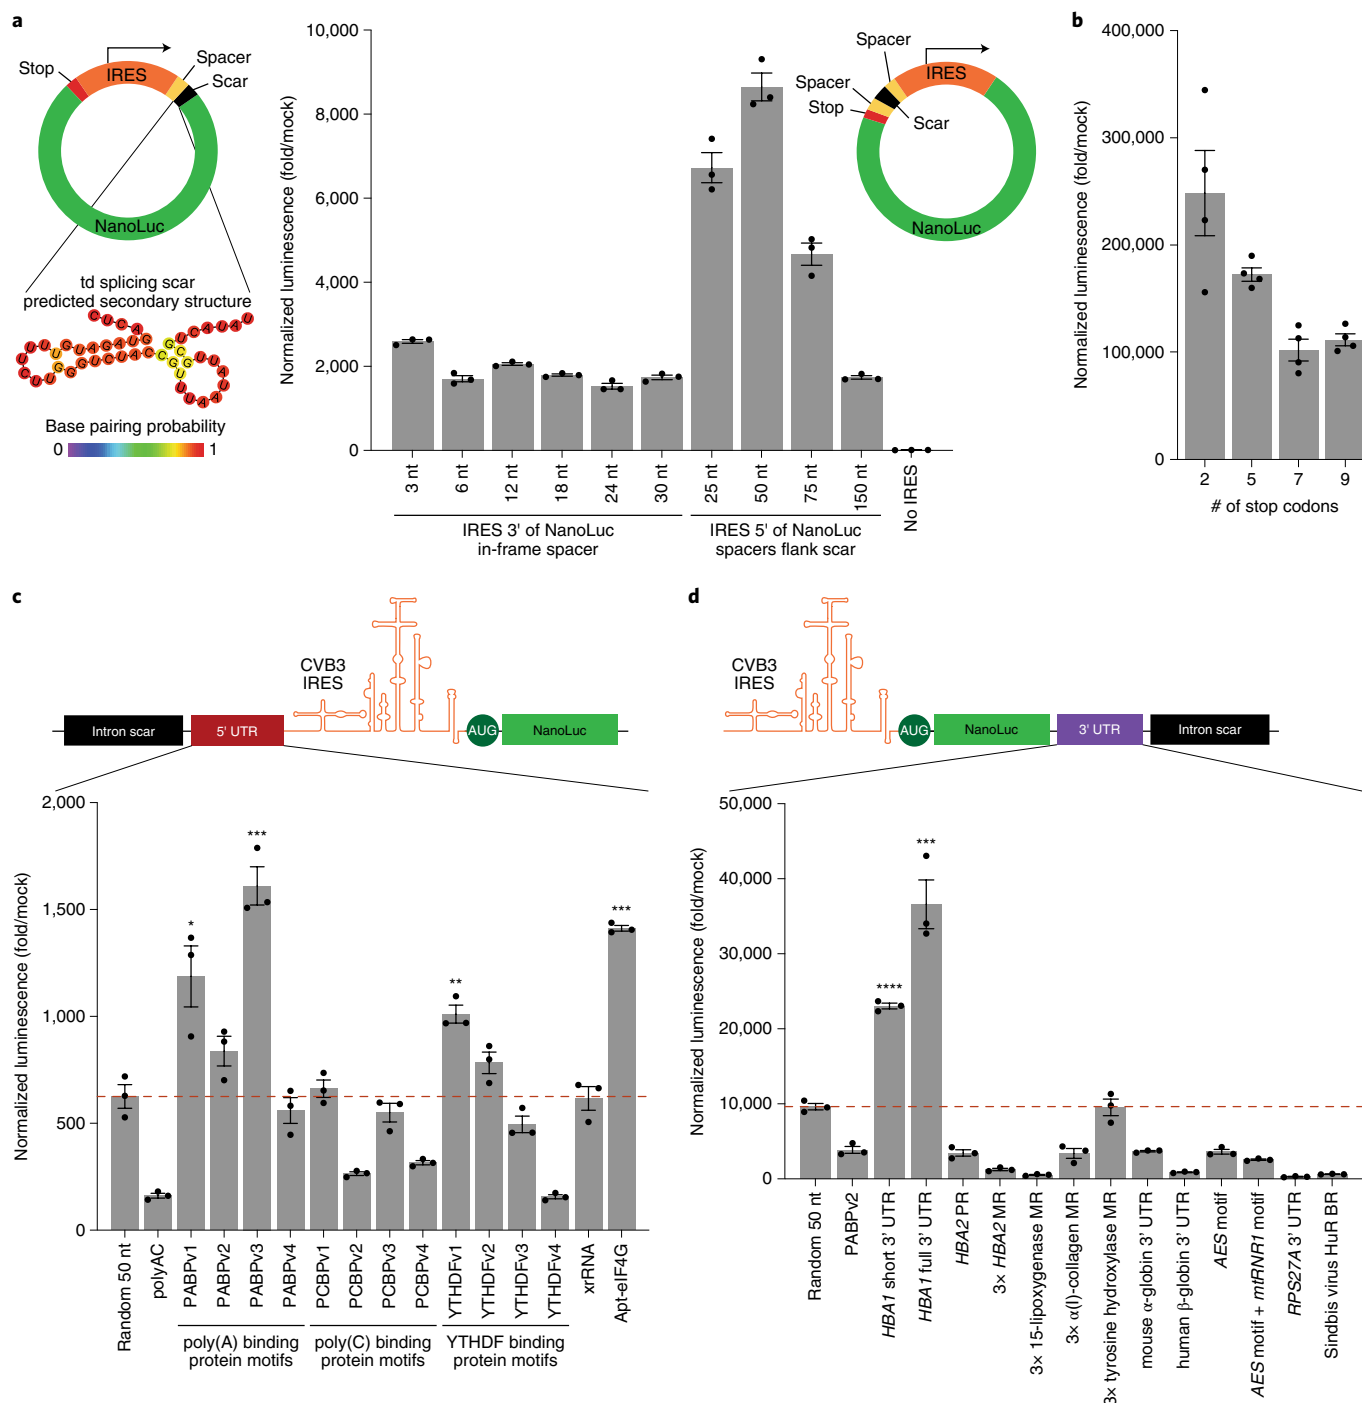 a
Stop
IRES
Spacer
Scar
NanoLuc
td splicing scar
predicted secondary structure
Base pairing probability
0
1
Normalized luminescence (fold/mock)
10,000
8,000
6,000
4,000
2,000
0
3 nt
6 nt
12 nt
18 nt
24 nt
30 nt
25 nt
50 nt
75 nt
150 nt
No IRES
IRES 3' of NanoLuc
in-frame spacer
IRES 5' of NanoLuc
spacers flank scar
Spacer
IRES
Spacer
Stop
Scar
NanoLuc
b
Normalized luminescence (fold/mock)
400,000
300,000
200,000
100,000
0
2
5
7
9
# of stop codons
c
CVB3
IRES
Intron scar
5' UTR
AUG
NanoLuc
Normalized luminescence (fold/mock)
2,000
1,500
1,000
500
0
*
***
**
***
Random 50 nt
polyAC
PABPv1
PABPv2
PABPv3
PABPv4
PCBPv1
PCBPv2
PCBPv3
PCBPv4
YTHDFv1
YTHDFv2
YTHDFv3
YTHDFv4
xrRNA
Apt-eIF4G
poly(A) binding
protein motifs
poly(C) binding
protein motifs
YTHDF binding
protein motifs
d
CVB3
IRES
AUG
NanoLuc
3' UTR
Intron scar
Normalized luminescence (fold/mock)
50,000
40,000
30,000
20,000
10,000
0
****
***
Random 50 nt
PABPv2
HBA1 short 3' UTR
HBA1 full 3' UTR
HBA2 PR
3× HBA2 MR
3× 15-lipoxygenase MR
3× α(I)-collagen MR
3× tyrosine hydroxylase MR
mouse α-globin 3' UTR
human β-globin 3' UTR
AES motif
AES motif + mtRNR1 motif
RPS27A 3' UTR
Sindbis virus HuR BR